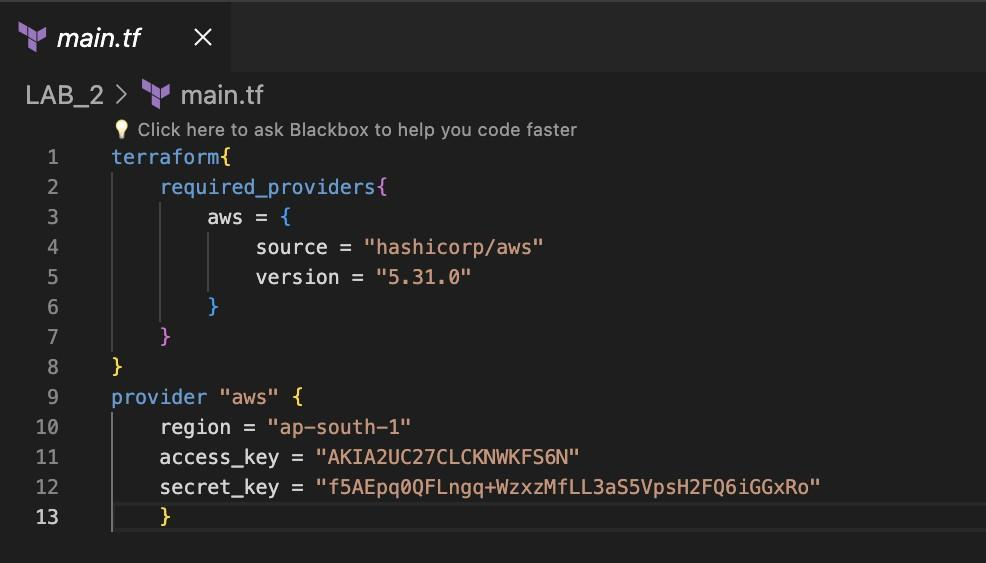 main.tf
LAB_2 > main.tf
Click here to ask Blackbox to help you code faster
1 terraform{
2 required_providers{
3 aws = {
4 source = "hashicorp/aws"
5 version = "5.31.0"
6 }
7 }
8 }
9 provider "aws" {
10 region = "ap-south-1"
11 access_key = "AKIA2UC27CLCKNWKFS6N"
12 secret_key = "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"
13 }